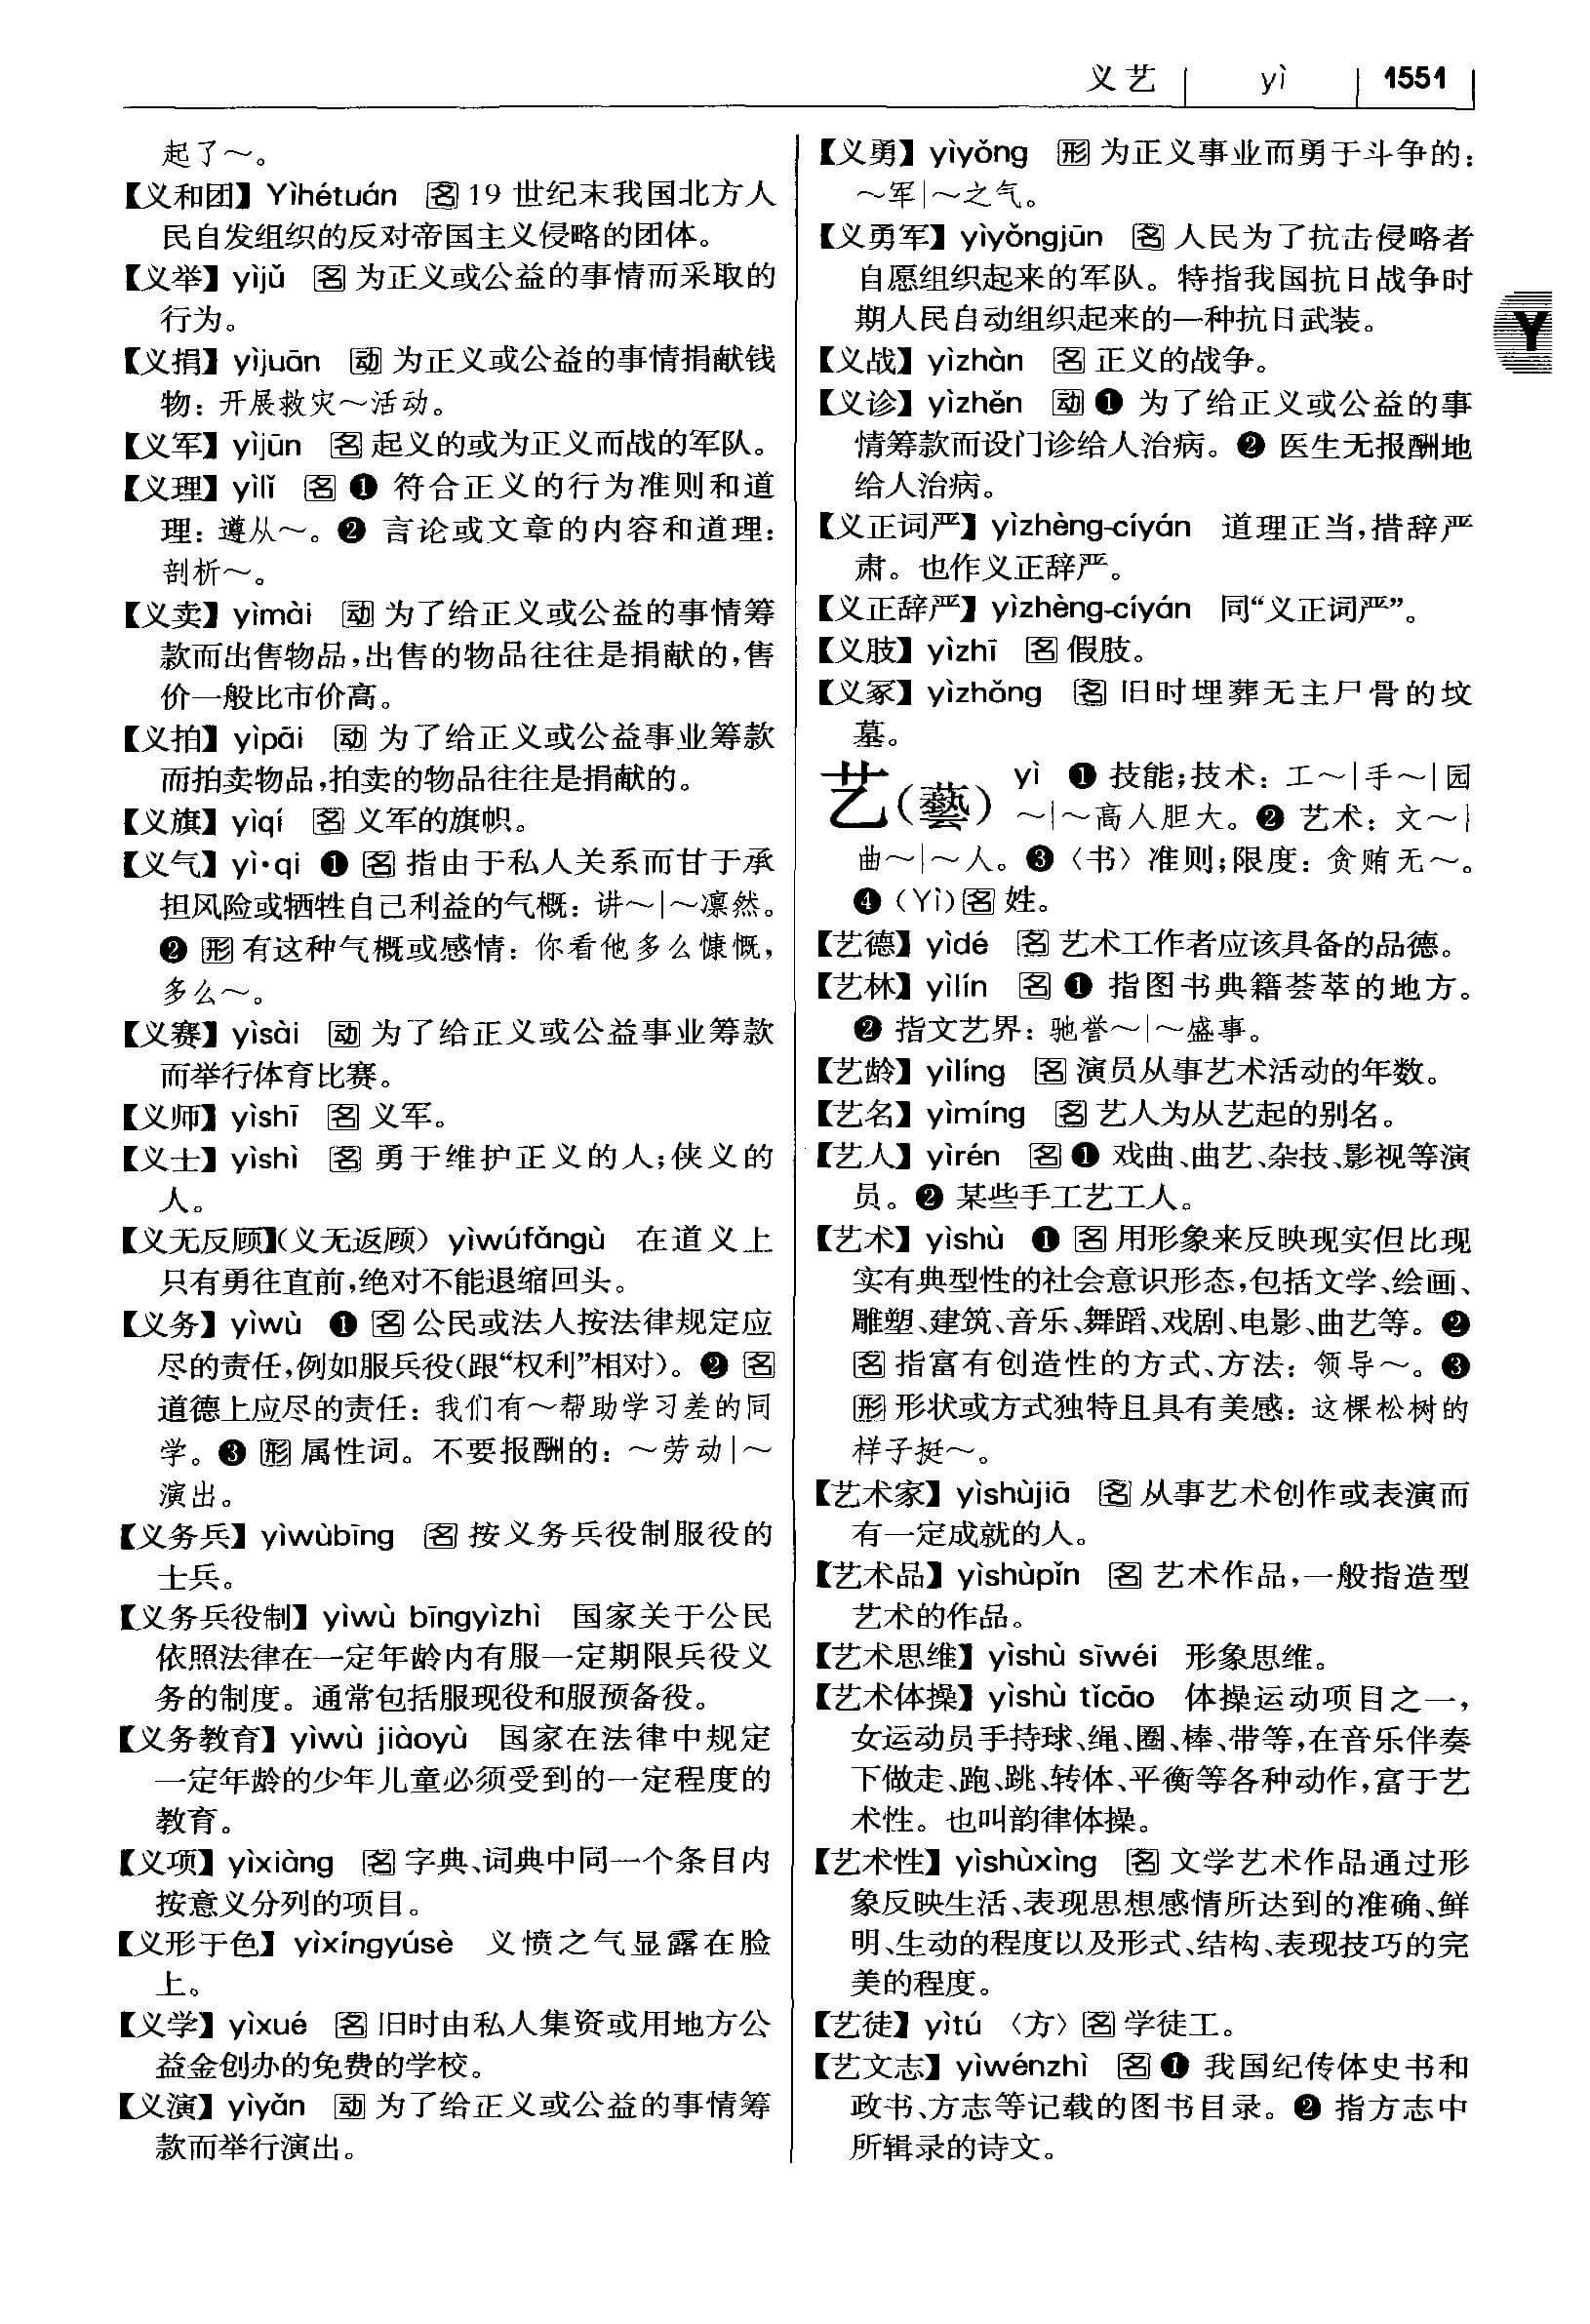 义艺 yì 1551
起了～。
【义和团】Yìhétuán 名 19 世纪末我国北方人
民自发组织的反对帝国主义侵略的团体。
【义举】yìjǔ 名 为正义或公益的事情而采取的
行为。
【义捐】yìjuān 动 为正义或公益的事情捐献钱
物：开展救灾～活动。
【义军】yìjūn 名 起义的或为正义而战的军队。
【义理】yìlǐ 名 ❶ 符合正义的行为准则和道
理：遵从～。❷ 言论或文章的内容和道理：
剖析～。
【义卖】yìmài 动 为了给正义或公益的事情筹
款而出售物品，出售的物品往往是捐献的，售
价一般比市价高。
【义拍】yìpāi 动 为了给正义或公益事业筹款
而拍卖物品，拍卖的物品往往是捐献的。
【义旗】yìqí 名 义军的旗帜。
【义气】yì·qi ❶ 名 指由于私人关系而甘于承
担风险或牺牲自己利益的气概：讲～|～凛然。
❷ 形 有这种气概或感情：你看他多么慷慨，
多么～。
【义赛】yìsài 动 为了给正义或公益事业筹款
而举行体育比赛。
【义师】yìshī 名 义军。
【义士】yìshì 名 勇于维护正义的人；侠义的
人。
【义无反顾】（义无返顾） yìwúfǎngù 在道义上
只有勇往直前，绝对不能退缩回头。
【义务】yìwù ❶ 名 公民或法人按法律规定应
尽的责任，例如服兵役（跟“权利”相对）。❷ 名
道德上应尽的责任：我们有～帮助学习差的同
学。❸ 形 属性词。不要报酬的：～劳动|～
演出。
【义务兵】yìwùbīng 名 按义务兵役制服役的
士兵。
【义务兵役制】yìwù bīngyìzhì 国家关于公民
依照法律在一定年龄内有服一定期限兵役义
务的制度。通常包括服现役和服预备役。
【义务教育】yìwù jiàoyù 国家在法律中规定
一定年龄的少年儿童必须受到的一定程度的
教育。
【义项】yìxiàng 名 字典、词典中同一个条目内
按意义分列的项目。
【义形于色】yìxíngyúsè 义愤之气显露在脸
上。
【义学】yìxué 名 旧时由私人集资或用地方公
益金创办的免费的学校。
【义演】yìyǎn 动 为了给正义或公益的事情筹
款而举行演出。
【义勇】yìyǒng 形 为正义事业而勇于斗争的：
～军|～之气。
【义勇军】yìyǒngjūn 名 人民为了抗击侵略者
自愿组织起来的军队。特指我国抗日战争时
期人民自动组织起来的一种抗日武装。
【义战】yìzhàn 名 正义的战争。
【义诊】yìzhěn 动 ❶ 为了给正义或公益的事
情筹款而设门诊给人治病。❷ 医生无报酬地
给人治病。
【义正词严】yìzhèng-cíyán 道理正当，措辞严
肃。也作义正辞严。
【义正辞严】yìzhèng-cíyán 同“义正词严”。
【义肢】yìzhī 名 假肢。
【义冢】yìzhǒng 名 旧时埋葬无主尸骨的坟
墓。
艺（藝） yì ❶ 技能；技术：工～|手～|园
～|～高人胆大。❷ 艺术：文～|
曲～|～人。❸〈书〉准则；限度：贪贿无～。
❹（Yì）名 姓。
【艺德】yìdé 名 艺术工作者应该具备的品德。
【艺林】yìlín 名 ❶ 指图书典籍荟萃的地方。
❷ 指文艺界：驰誉～|～盛事。
【艺龄】yìlíng 名 演员从事艺术活动的年数。
【艺名】yìmíng 名 艺人为从艺起的别名。
【艺人】yìrén 名 ❶ 戏曲、曲艺、杂技、影视等演
员。❷ 某些手工艺工人。
【艺术】yìshù ❶ 名 用形象来反映现实但比现
实有典型性的社会意识形态，包括文学、绘画、
雕塑、建筑、音乐、舞蹈、戏剧、电影、曲艺等。❷
名 指富有创造性的方式、方法：领导～。❸
形 形状或方式独特且具有美感：这棵松树的
样子挺～。
【艺术家】yìshùjiā 名 从事艺术创作或表演而
有一定成就的人。
【艺术品】yìshùpǐn 名 艺术作品，一般指造型
艺术的作品。
【艺术思维】yìshù sīwéi 形象思维。
【艺术体操】yìshù tǐcāo 体操运动项目之一，
女运动员手持球、绳、圈、棒、带等，在音乐伴奏
下做走、跑、跳、转体、平衡等各种动作，富于艺
术性。也叫韵律体操。
【艺术性】yìshùxìng 名 文学艺术作品通过形
象反映生活、表现思想感情所达到的准确、鲜
明、生动的程度以及形式、结构、表现技巧的完
美的程度。
【艺徒】yìtú〈方〉名 学徒工。
【艺文志】yìwénzhì 名 ❶ 我国纪传体史书和
政书、方志等记载的图书目录。❷ 指方志中
所辑录的诗文。
Y